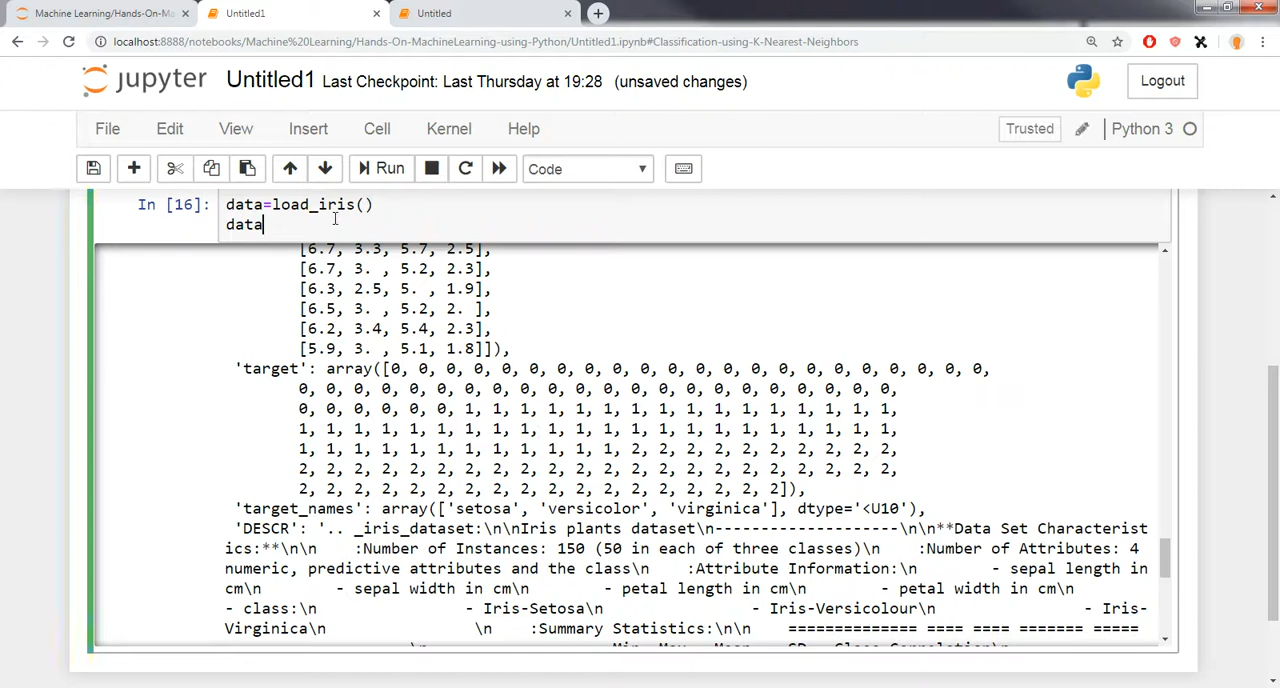 Machine Learning/Hands-On-Ma
Untitled1
Untitled
localhost:8888/notebooks/Machine%20Learning/Hands-On-MachineLearning-using-Python/Untitled1.ipynb#Classification-using-K-Nearest-Neighbors
jupyter Untitled1 Last Checkpoint: Last Thursday at 19:28 (unsaved changes)
Logout
File Edit View Insert Cell Kernel Help
Trusted
Python 3
Run
Code
In [16]: data=load_iris()
data
[6.7, 3.3, 5.7, 2.5],
[6.7, 3. , 5.2, 2.3],
[6.3, 2.5, 5. , 1.9],
[6.5, 3. , 5.2, 2. ],
[6.2, 3.4, 5.4, 2.3],
[5.9, 3. , 5.1, 1.8]]),
'target': array([0, 0, 0, 0, 0, 0, 0, 0, 0, 0, 0, 0, 0, 0, 0, 0, 0, 0, 0, 0, 0, 0,
0, 0, 0, 0, 0, 0, 0, 0, 0, 0, 0, 0, 0, 0, 0, 0, 0, 0, 0, 0, 0, 0,
0, 0, 0, 0, 0, 0, 1, 1, 1, 1, 1, 1, 1, 1, 1, 1, 1, 1, 1, 1, 1, 1,
1, 1, 1, 1, 1, 1, 1, 1, 1, 1, 1, 1, 1, 1, 1, 1, 1, 1, 1, 1, 1, 1,
1, 1, 1, 1, 1, 1, 1, 1, 1, 1, 1, 1, 2, 2, 2, 2, 2, 2, 2, 2, 2, 2,
2, 2, 2, 2, 2, 2, 2, 2, 2, 2, 2, 2, 2, 2, 2, 2, 2, 2, 2, 2, 2, 2,
2, 2, 2, 2, 2, 2, 2, 2, 2, 2, 2, 2, 2, 2, 2, 2, 2, 2]),
'target_names': array(['setosa', 'versicolor', 'virginica'], dtype='<U10'),
'DESCR': '.. _iris_dataset:\n\nIris plants dataset\n--------------------\n\n**Data Set Characterist
ics:**\n\n    :Number of Instances: 150 (50 in each of three classes)\n    :Number of Attributes: 4
numeric, predictive attributes and the class\n    :Attribute Information:\n        - sepal length in
cm\n        - sepal width in cm\n        - petal length in cm\n        - petal width in cm\n
- class:\n                - Iris-Setosa\n                - Iris-Versicolour\n                - Iris-
Virginica\n                \n    :Summary Statistics:\n\n    ============== ==== ==== ======= =====